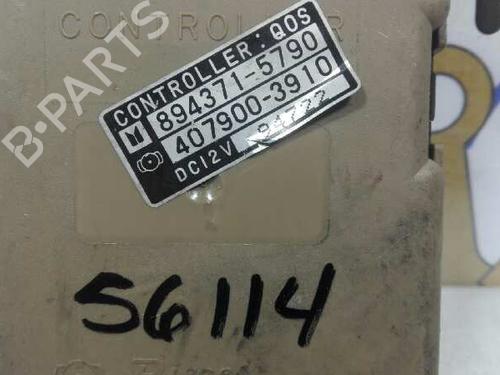 CONTROLLER
CONTROLLER: QOS
894371-5790
407900-3910
DC12V
B-PARTS
56114